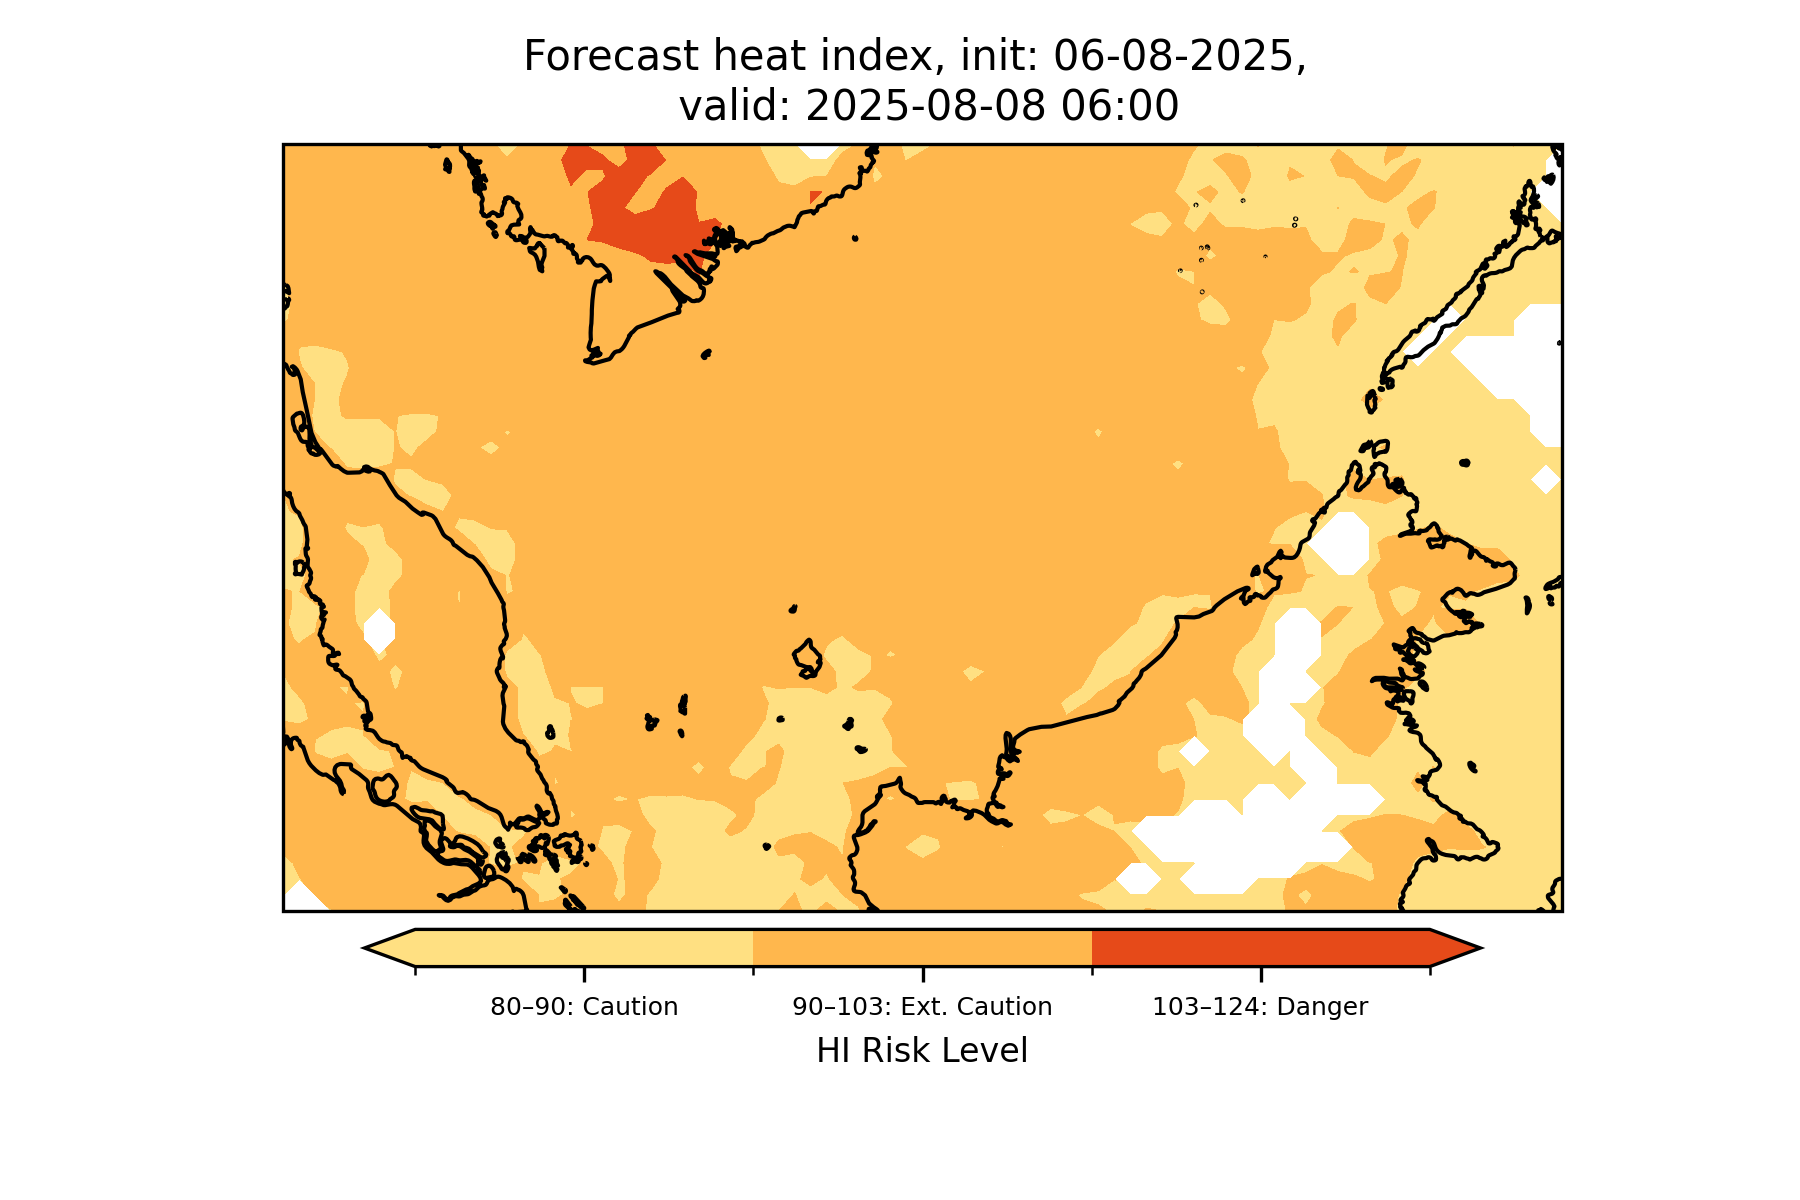 Forecast heat index, init: 06-08-2025,
valid: 2025-08-08 06:00
80–90: Caution
90–103: Ext. Caution
103–124: Danger
HI Risk Level